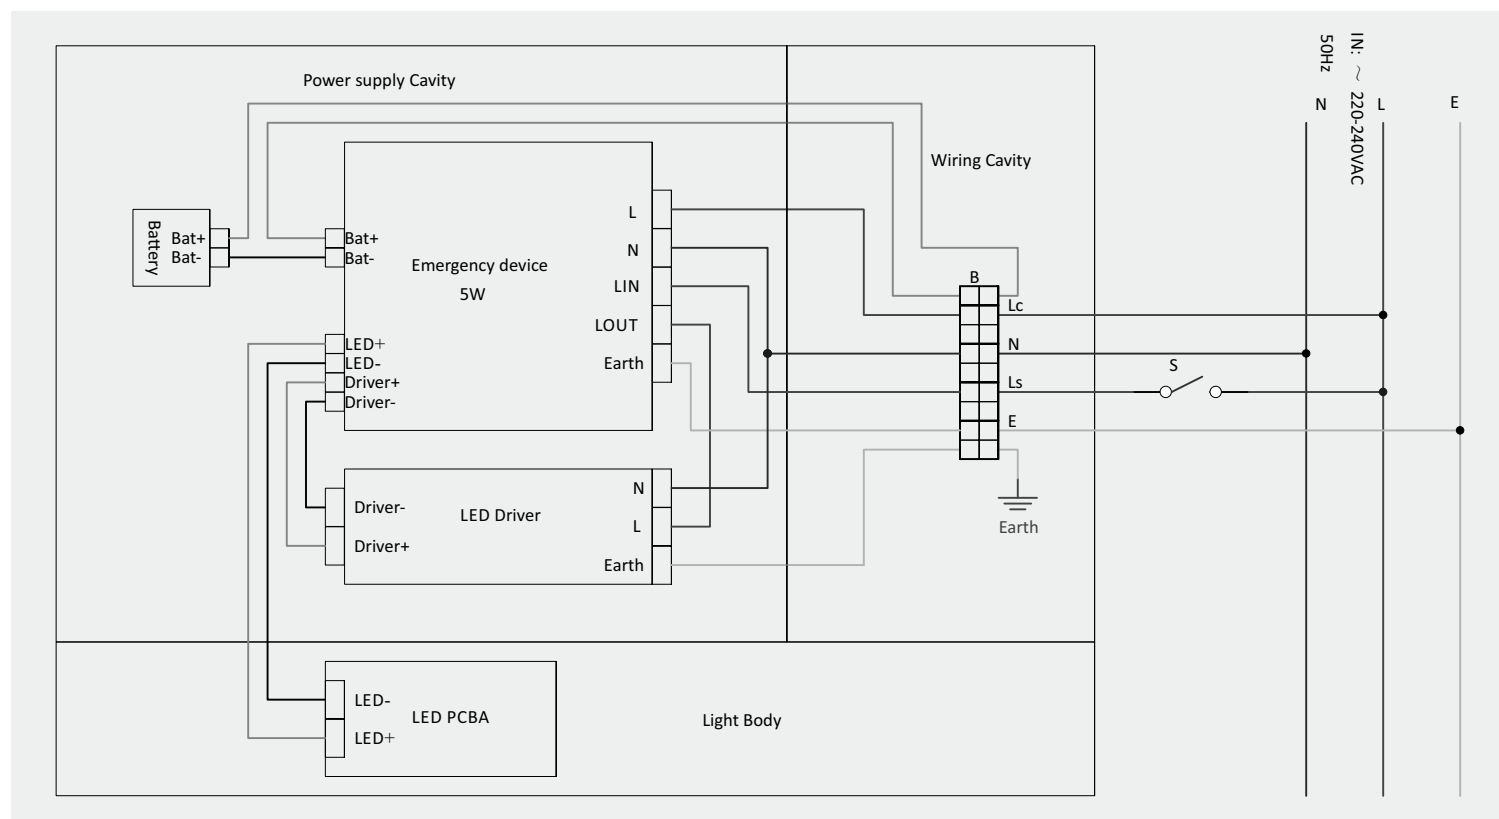 Power supply Cavity
Wiring Cavity
IN: ~ 220-240VAC
50Hz
N
L
E
Battery
Bat+
Bat-
Bat+
Bat-
Emergency device
5W
L
N
LIN
LOUT
Earth
LED+
LED-
Driver+
Driver-
B
Lc
N
Ls
E
S
Earth
Driver-
Driver+
LED Driver
N
L
Earth
LED-
LED+
LED PCBA
Light Body